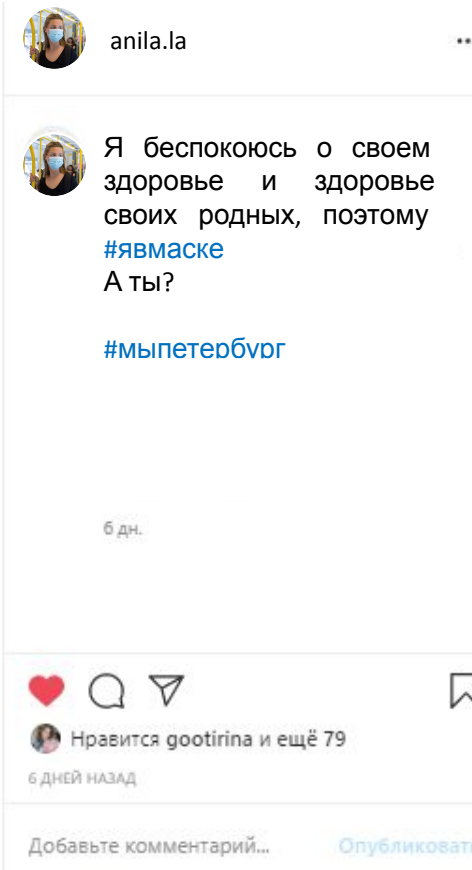 anila.la
Я беспокоюсь о своем
здоровье и здоровье
своих родных, поэтому
#явмаске
А ты?
#мыпетербург
6 дн.
Нравится gootirina и ещё 79
6 ДНЕЙ НАЗАД
Добавьте комментарий... Опубликовать